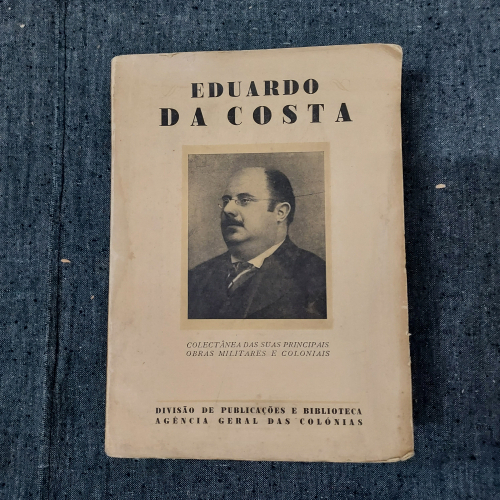 EDUARDO
DA COSTA
COLECTÂNEA DAS SUAS PRINCIPAIS
OBRAS MILITARES E COLONIAIS
DIVISÃO DE PUBLICAÇÕES E BIBLIOTECA
AGÊNCIA GERAL DAS COLÓNIAS